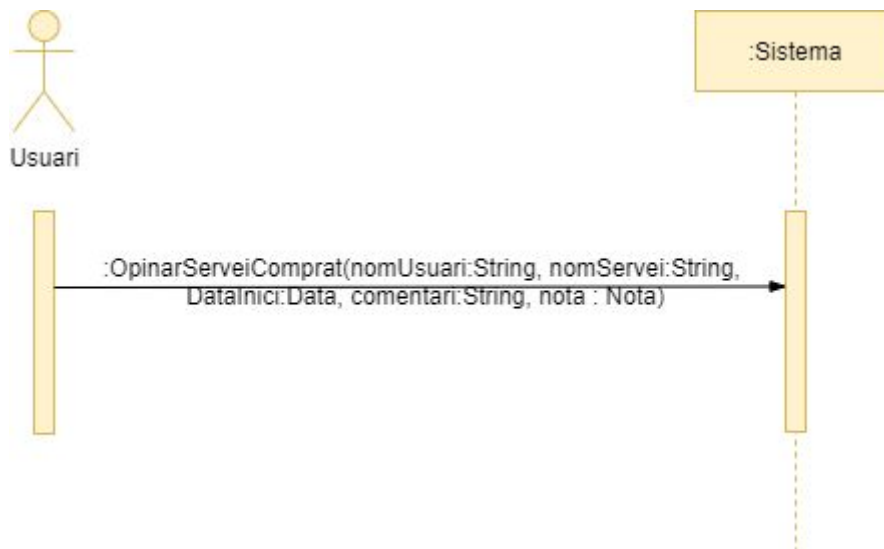 :Sistema
Usuari
:OpinarServeiComprat(nomUsuari:String, nomServei:String,
DataInici:Data, comentari:String, nota : Nota)